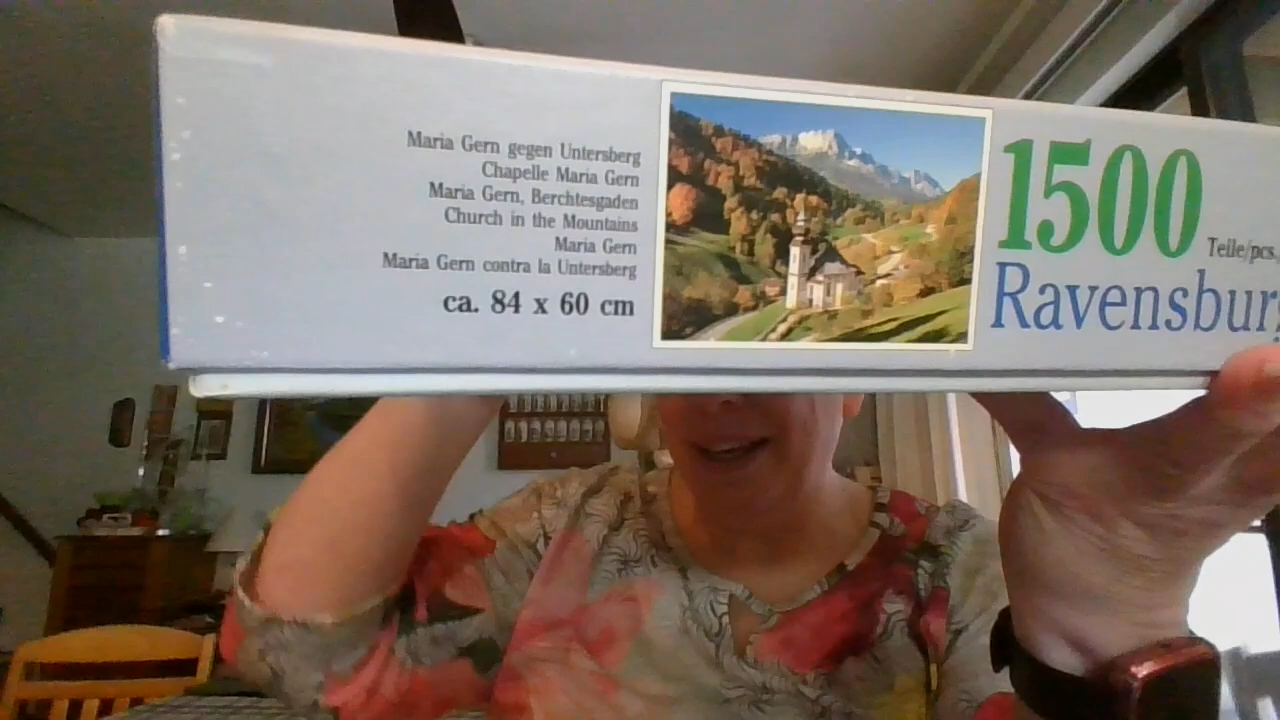 Maria Gern gegen Untersberg
Chapelle Maria Gern
Maria Gern, Berchtesgaden
Church in the Mountains
Maria Gern
Maria Gern contra la Untersberg
ca. 84 x 60 cm
1500
Teile/pcs.
Ravensbur